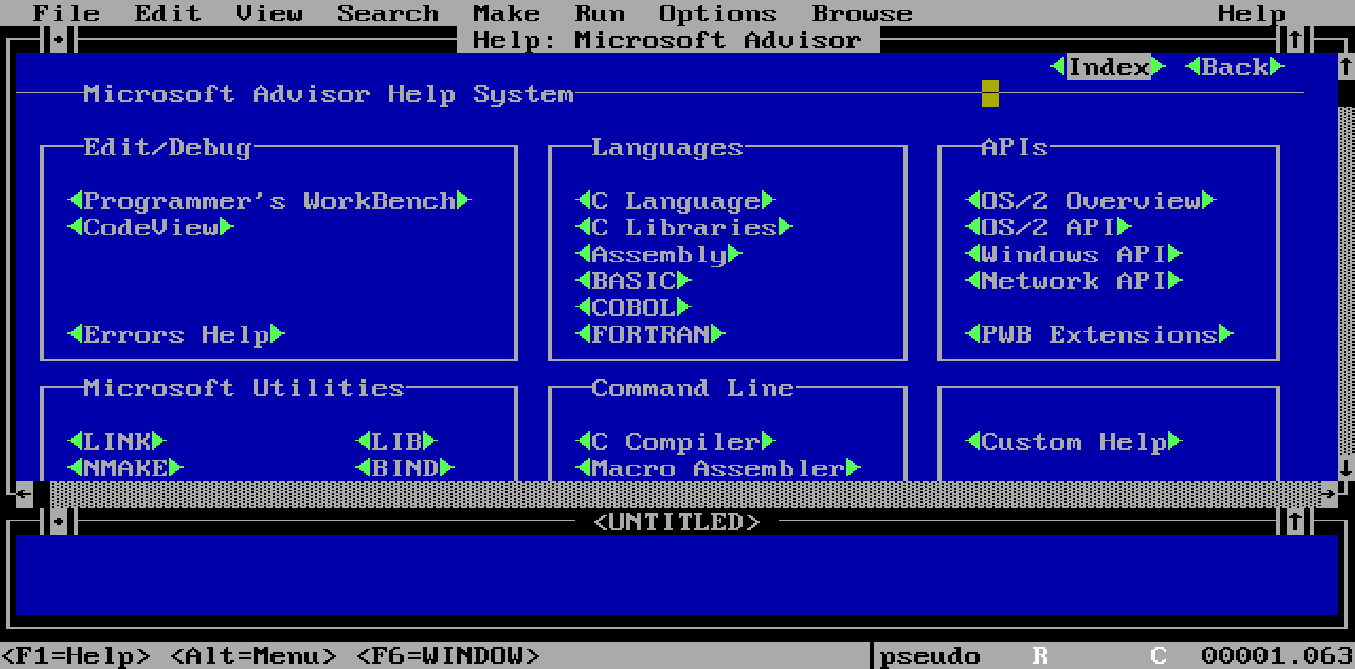 File Edit View Search Make Run Options Browse Help
Help: Microsoft Advisor
Index Back
Microsoft Advisor Help System
Edit/Debug Languages APIs
Programmer's WorkBench C Language OS/2 Overview
CodeView C Libraries OS/2 API
Assembly Windows API
BASIC Network API
COBOL
Errors Help FORTRAN PWB Extensions
Microsoft Utilities Command Line
LINK LIB C Compiler Custom Help
NMAKE BIND Macro Assembler
<UNTITLED>
<F1=Help> <Alt=Menu> <F6=WINDOW> pseudo R C 00001.063